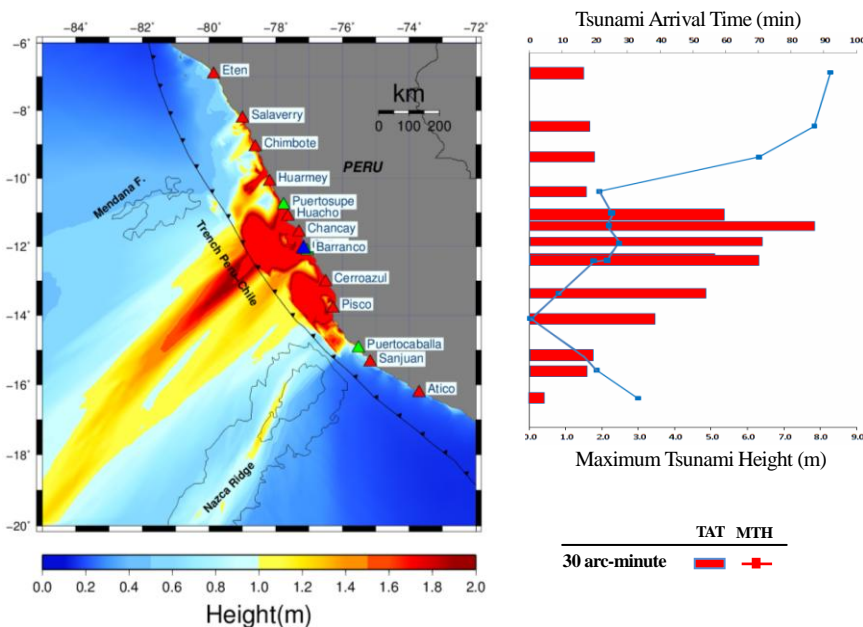 −84° −82° −80° −78° −76° −74° −72°
−6°
−8°
−10°
−12°
−14°
−16°
−18°
−20°
Eten
Salaverry
Chimbote
Huarmey
Puertosupe
Huacho
Chancay
Barranco
Cerroazul
Pisco
Puertocaballa
Sanjuan
Atico
km
0 100 200
PERU
Mendana F.
Trench Peru-Chile
Nazca Ridge
0.0 0.2 0.4 0.6 0.8 1.0 1.2 1.4 1.6 1.8 2.0
Height(m)
Tsunami Arrival Time (min)
0 10 20 30 40 50 60 70 80 90 100
0.0 1.0 2.0 3.0 4.0 5.0 6.0 7.0 8.0 9.0
Maximum Tsunami Height (m)
TAT MTH
30 arc-minute